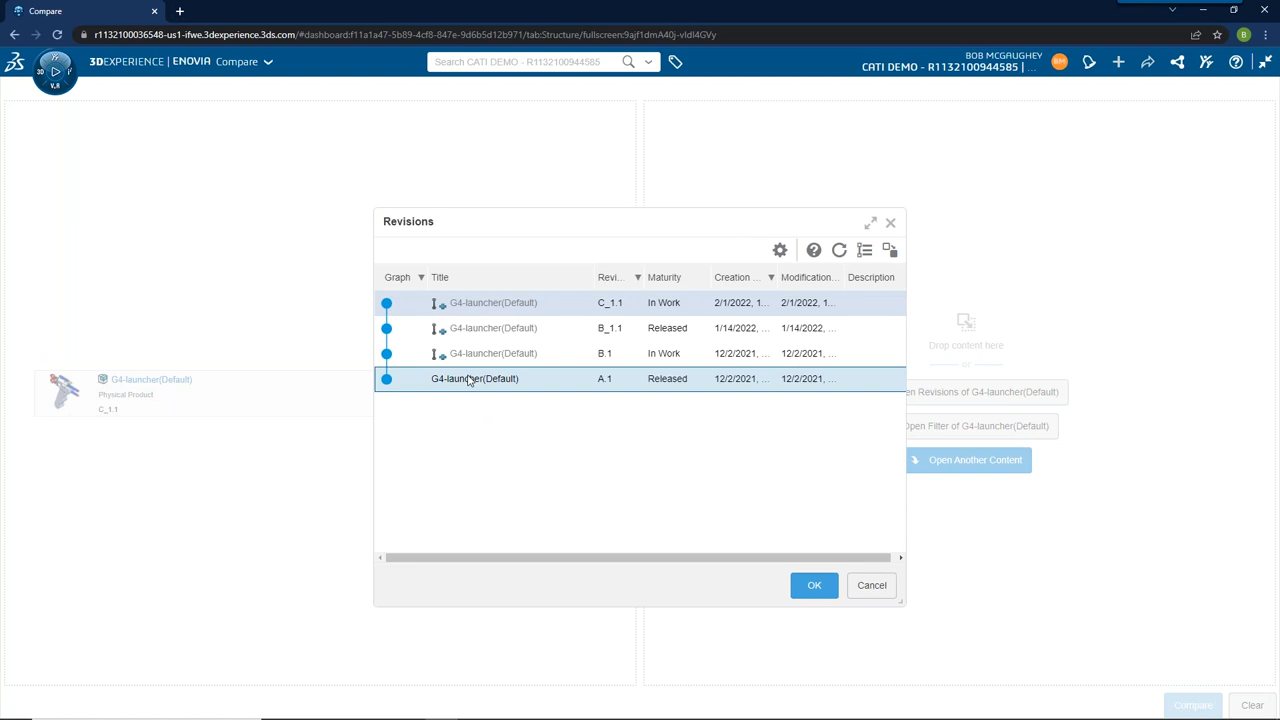 Compare
r1132100036548-us1-ifwe.3dexperience.3ds.com/#dashboard:f11a1a47-5b89-4cf8-847e-9d6b5d12b971/tab:Structure/fullscreen:9ajf1dmA40j-vIdI4GVy
B
3D
V.R
3DEXPERIENCE | ENOVIA Compare
Search CATI DEMO - R1132100944585
BOB MCGAUGHEY
CATI DEMO - R1132100944585 | ...
BM
Revisions
Graph Title Revi... Maturity Creation ... Modification... Description
G4-launcher(Default) C_1.1 In Work 2/1/2022, 1... 2/1/2022, 1...
G4-launcher(Default) B_1.1 Released 1/14/2022, ... 1/14/2022, ...
G4-launcher(Default) B.1 In Work 12/2/2021, ... 12/2/2021, ...
G4-launcher(Default) A.1 Released 12/2/2021, ... 12/2/2021, ...
OK Cancel
G4-launcher(Default)
Physical Product
C_1.1
Drop content here
or
en Revisions of G4-launcher(Default)
Open Filter of G4-launcher(Default)
Open Another Content
Compare Clear